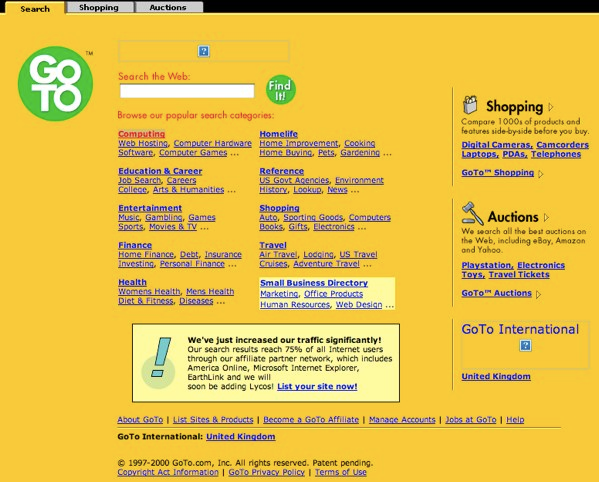 Search
Shopping
Auctions
GO
TO
TM
Search the Web:
Find
It!
Browse our popular search categories:
Computing
Web Hosting, Computer Hardware
Software, Computer Games ...
Homelife
Home Improvement, Cooking
Home Buying, Pets, Gardening ...
Education & Career
Job Search, Careers
College, Arts & Humanities ...
Reference
US Govt Agencies, Environment
History, Lookup, News ...
Entertainment
Music, Gambling, Games
Sports, Movies & TV ...
Shopping
Auto, Sporting Goods, Computers
Books, Gifts, Electronics ...
Finance
Home Finance, Debt, Insurance
Investing, Personal Finance ...
Travel
Air Travel, Lodging, US Travel
Cruises, Adventure Travel ...
Health
Womens Health, Mens Health
Diet & Fitness, Diseases ...
Small Business Directory
Marketing, Office Products
Human Resources, Web Design ...
Shopping
Compare 1000s of products and
features side-by-side before you buy.
Digital Cameras, Camcorders
Laptops, PDAs, Telephones
GoTo™ Shopping
Auctions
We search all the best auctions on
the Web, including eBay, Amazon
and Yahoo.
Playstation, Electronics
Toys, Travel Tickets
GoTo™ Auctions
GoTo International
United Kingdom
We've just increased our traffic significantly!
Our search results reach 75% of all Internet users
through our affiliate partner network, which includes
America Online, Microsoft Internet Explorer,
EarthLink and we will
soon be adding Lycos! List your site now!
About GoTo | List Sites & Products | Become a GoTo Affiliate | Manage Accounts | Jobs at GoTo | Help
GoTo International: United Kingdom
© 1997-2000 GoTo.com, Inc. All rights reserved. Patent pending.
Copyright Act Information | GoTo Privacy Policy | Terms of Use